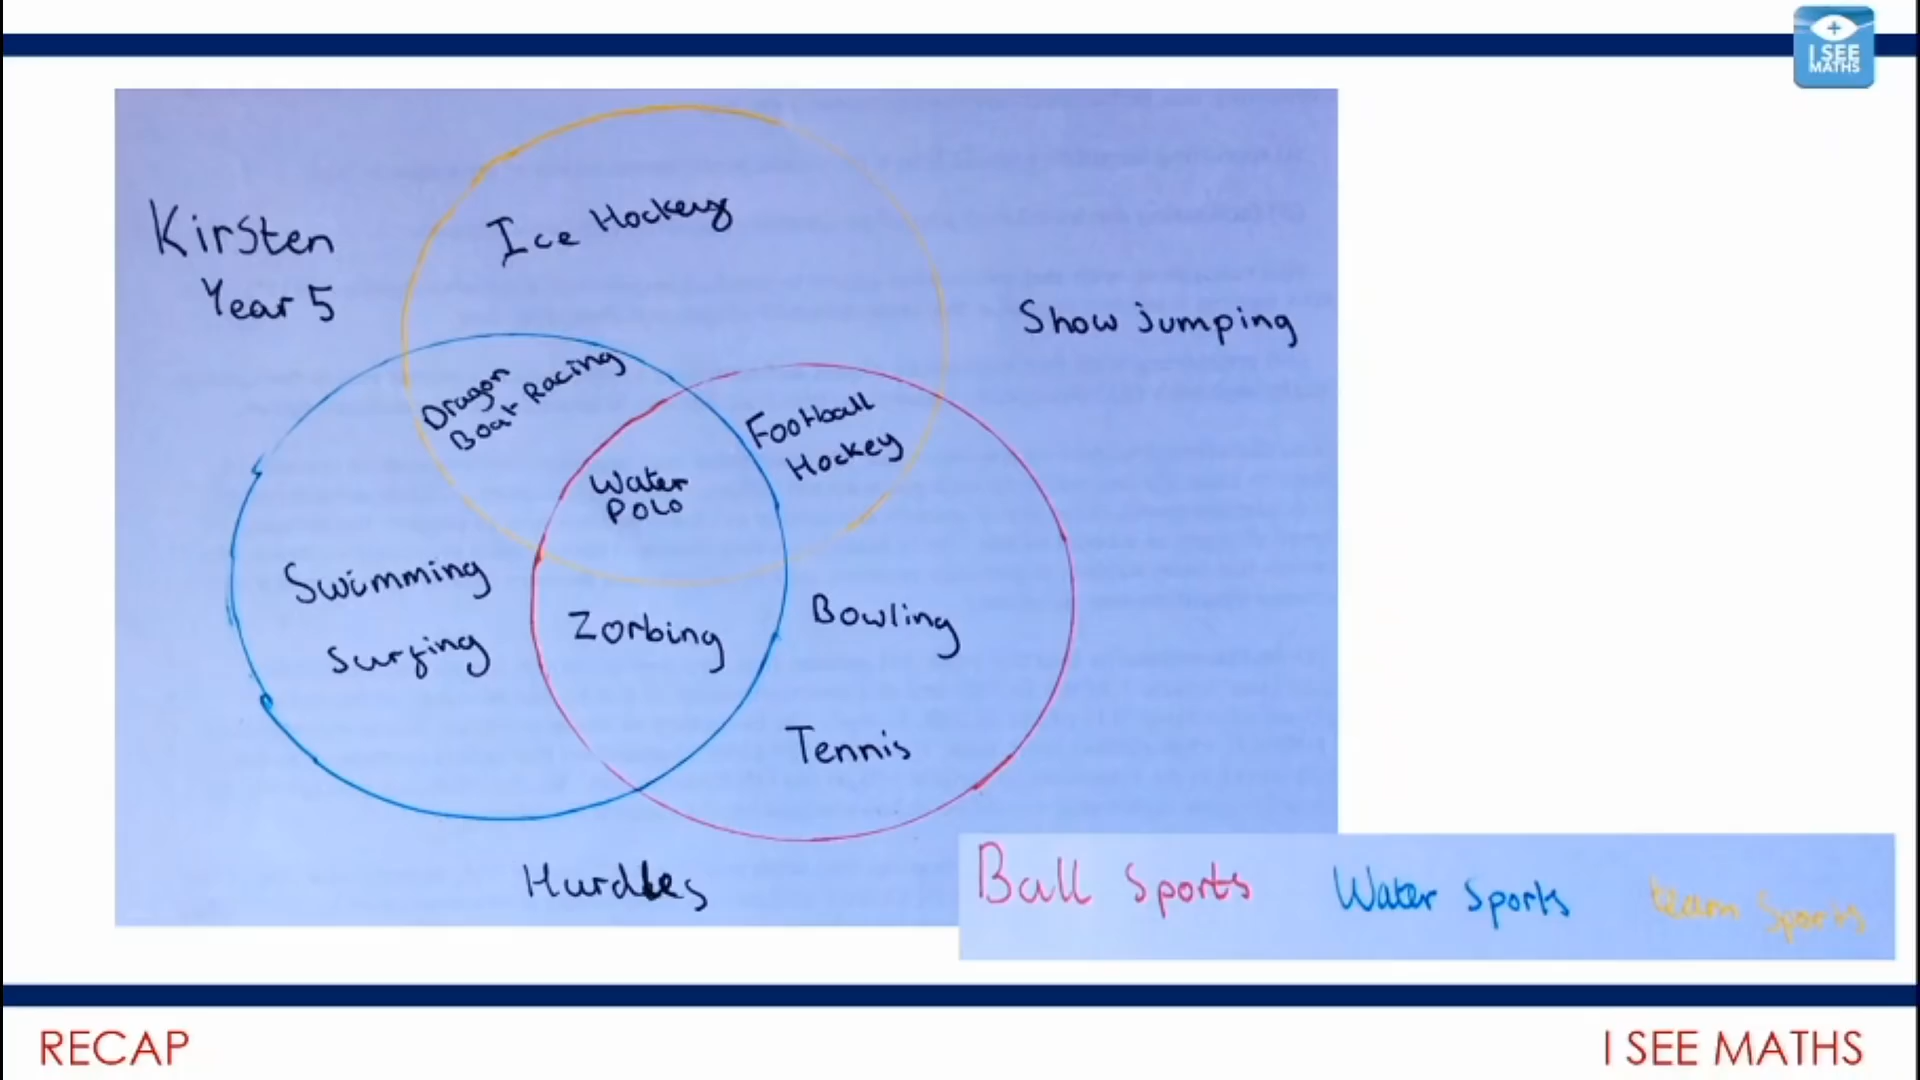 I SEE
MATHS
Kirsten
Year 5
Ice Hockey
Show jumping
Dragon
Boat Racing
Football
Hockey
Water
Polo
Swimming
Surfing
Zorbing
Bowling
Tennis
Hurdles
Ball Sports
Water Sports
team Sports
RECAP
I SEE MATHS